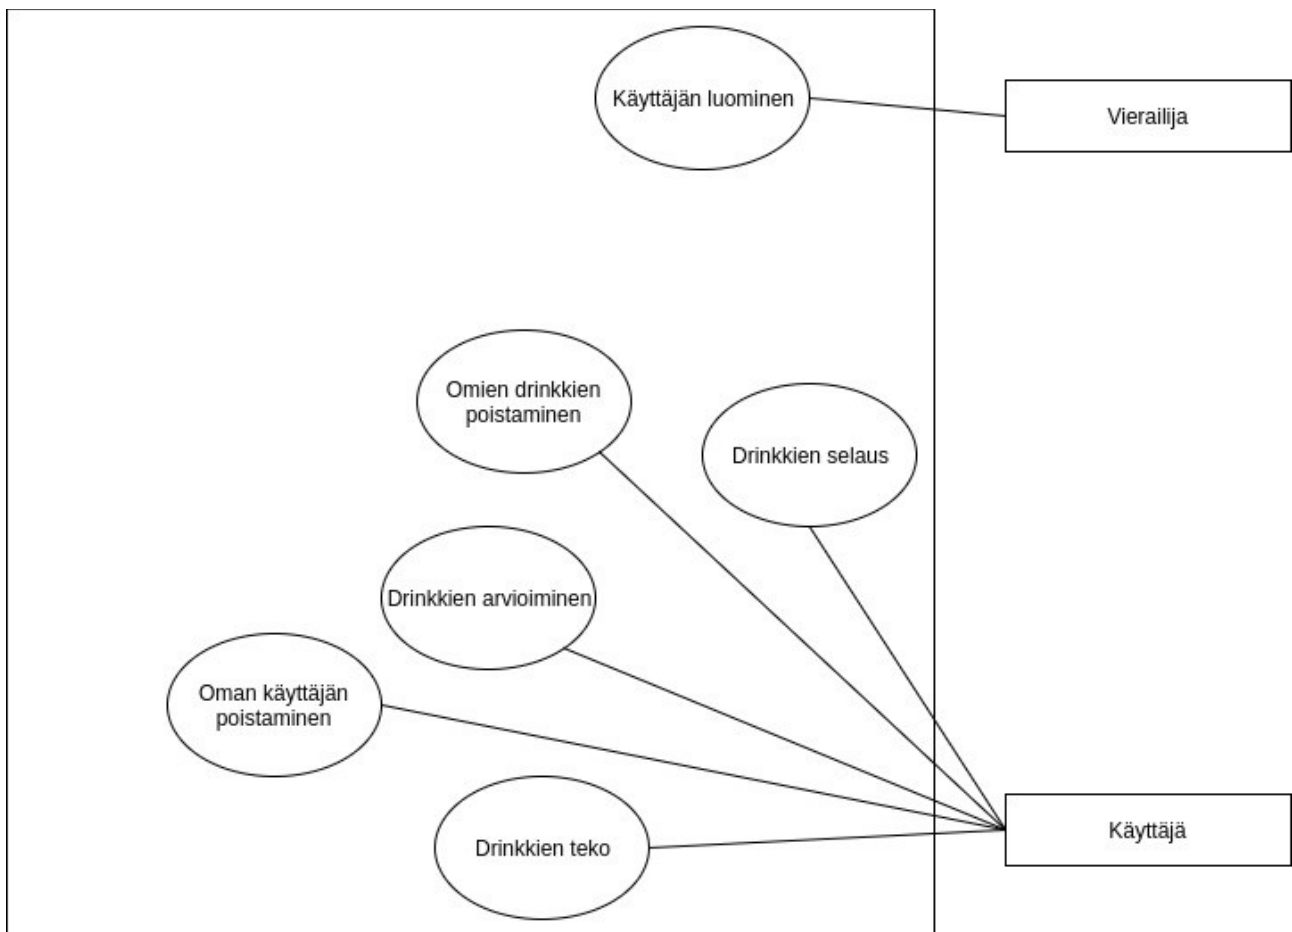 Käyttäjän luominen
Vierailija
Omien drinkkien
poistaminen
Drinkkien selaus
Drinkkien arvioiminen
Oman käyttäjän
poistaminen
Drinkkien teko
Käyttäjä